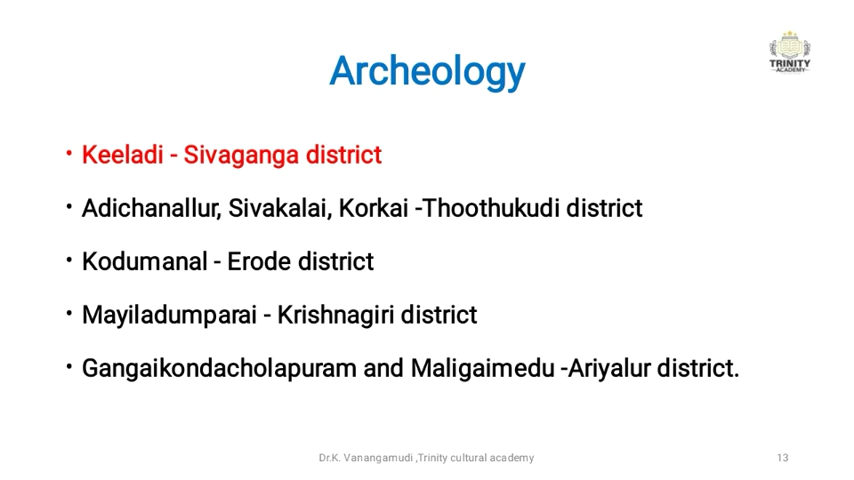 TRINITY
ACADEMY
Archeology
• Keeladi - Sivaganga district
• Adichanallur, Sivakalai, Korkai -Thoothukudi district
• Kodumanal - Erode district
• Mayiladumparai - Krishnagiri district
• Gangaikondacholapuram and Maligaimedu -Ariyalur district.
Dr.K. Vanangamudi ,Trinity cultural academy
13